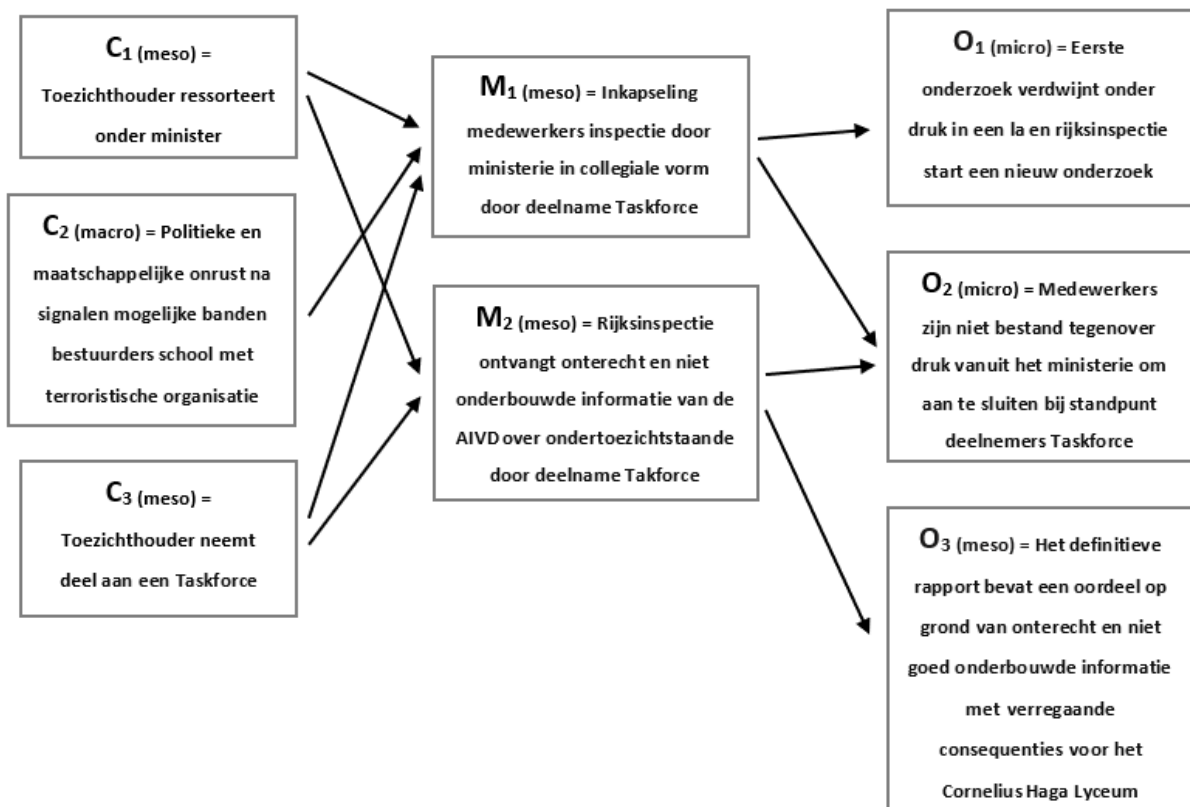 C1 (meso) =
Toezichthouder ressorteert
onder minister
C2 (macro) = Politieke en
maatschappelijke onrust na
signalen mogelijke banden
bestuurders school met
terroristische organisatie
C3 (meso) =
Toezichthouder neemt
deel aan een Taskforce
M1 (meso) = Inkapseling
medewerkers inspectie door
ministerie in collegiale vorm
door deelname Taskforce
M2 (meso) = Rijksinspectie
ontvangt onterecht en niet
onderbouwde informatie van de
AIVD over ondertoezichtstaande
door deelname Takforce
O1 (micro) = Eerste
onderzoek verdwijnt onder
druk in een la en rijksinspectie
start een nieuw onderzoek
O2 (micro) = Medewerkers
zijn niet bestand tegenover
druk vanuit het ministerie om
aan te sluiten bij standpunt
deelnemers Taskforce
O3 (meso) = Het definitieve
rapport bevat een oordeel op
grond van onterecht en niet
goed onderbouwde informatie
met verregaande
consequenties voor het
Cornelius Haga Lyceum